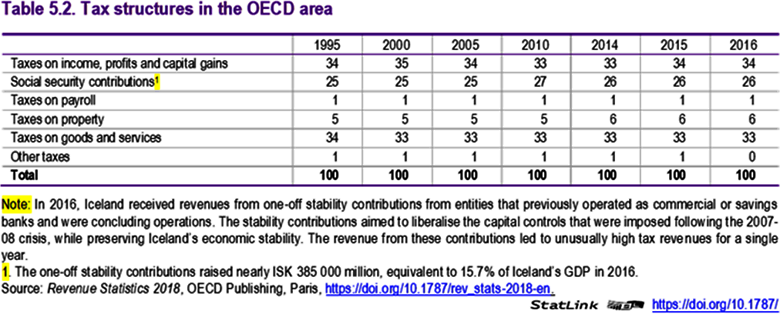 Table 5.2. Tax structures in the OECD area
1995 2000 2005 2010 2014 2015 2016
Taxes on income, profits and capital gains 34 35 34 33 33 34 34
Social security contributions¹ 25 25 25 27 26 26 26
Taxes on payroll 1 1 1 1 1 1 1
Taxes on property 5 5 5 5 6 6 6
Taxes on goods and services 34 33 33 33 33 33 33
Other taxes 1 1 1 1 1 1 0
Total 100 100 100 100 100 100 100
Note: In 2016, Iceland received revenues from one-off stability contributions from entities that previously operated as commercial or savings
banks and were concluding operations. The stability contributions aimed to liberalise the capital controls that were imposed following the 2007-
08 crisis, while preserving Iceland's economic stability. The revenue from these contributions led to unusually high tax revenues for a single
year.
1. The one-off stability contributions raised nearly ISK 385 000 million, equivalent to 15.7% of Iceland's GDP in 2016.
Source: Revenue Statistics 2018, OECD Publishing, Paris, https://doi.org/10.1787/rev_stats-2018-en.
StatLink https://doi.org/10.1787/